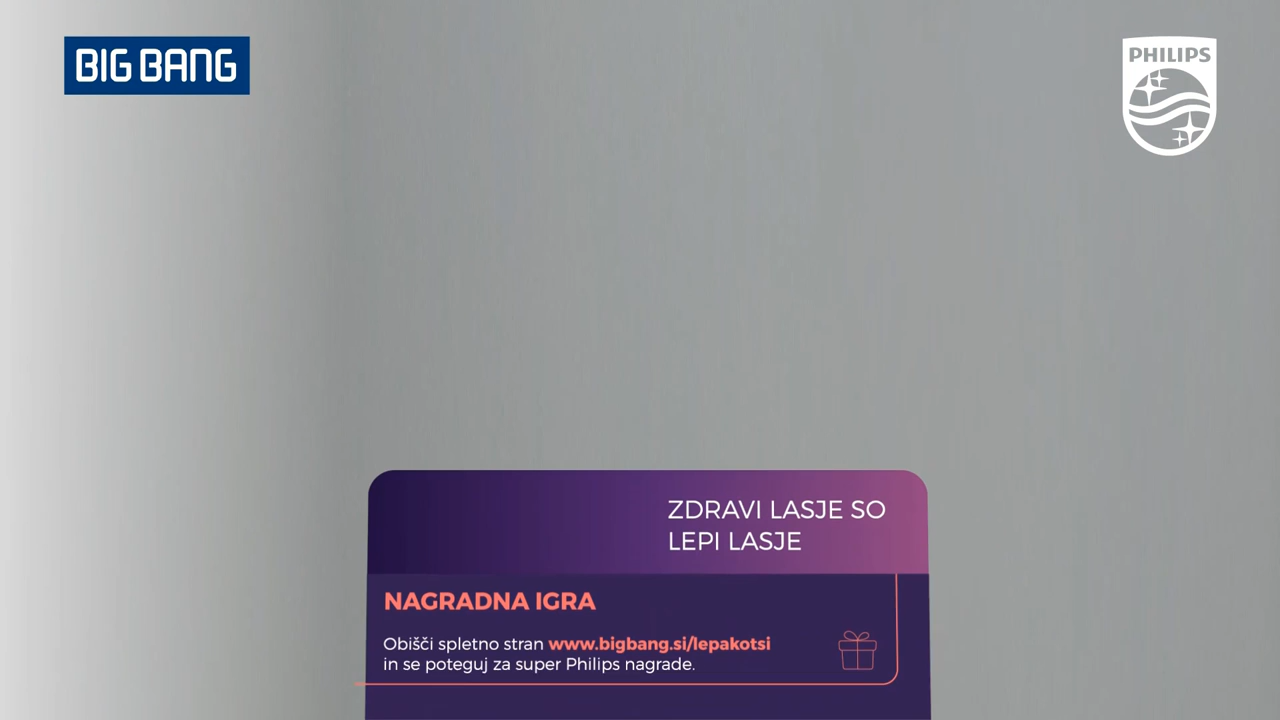 BIG BANG
PHILIPS
ZDRAVI LASJE SO
LEPI LASJE
NAGRADNA IGRA
Obišči spletno stran www.bigbang.si/lepakotsi
in se poteguj za super Philips nagrade.